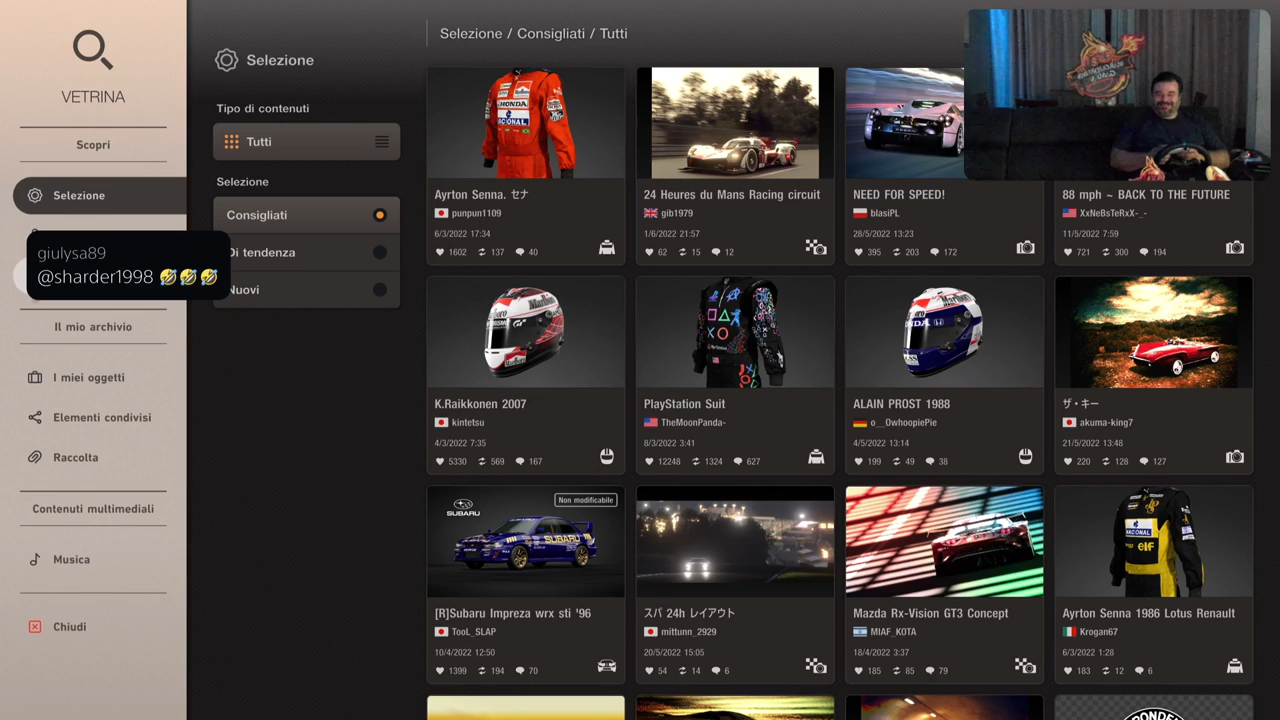 VETRINA
Scopri
Selezione
giulysa89
@sharder1998 🤣🤣🤣
Il mio archivio
I miei oggetti
Elementi condivisi
Raccolta
Contenuti multimediali
Musica
Chiudi
Selezione
Tipo di contenuti
Tutti
Selezione
Consigliati
Di tendenza
Nuovi
Selezione / Consigliati / Tutti
HONDA
NACIONAL
Ayrton Senna. セナ
punpun1109
6/3/2022 17:34
1602 137 40
24 Heures du Mans Racing circuit
gib1979
1/6/2022 21:57
62 15 12
NEED FOR SPEED!
blasiPL
28/5/2022 13:23
395 203 172
88 mph ~ BACK TO THE FUTURE
XxNeBsTeRxX-_-
11/5/2022 7:59
721 300 194
K.Raikkonen 2007
kintetsu
4/3/2022 7:35
5330 569 167
PlayStation Suit
TheMoonPanda-
8/3/2022 3:41
12248 1324 627
ALAIN PROST 1988
o__OwhoopiePie
4/5/2022 13:14
199 49 38
ザ・キー
akuma-king7
21/5/2022 13:48
220 128 127
SUBARU
Non modificabile
SUBARU
[R]Subaru Impreza wrx sti '96
TooL_SLAP
10/4/2022 12:50
1399 194 70
スパ 24h レイアウト
mittunn_2929
20/5/2022 15:05
54 14 6
Mazda Rx-Vision GT3 Concept
MIAF_KOTA
18/4/2022 3:37
185 85 79
NACIONAL
elf
Ayrton Senna 1986 Lotus Renault
Krogan67
6/3/2022 1:28
183 12 6